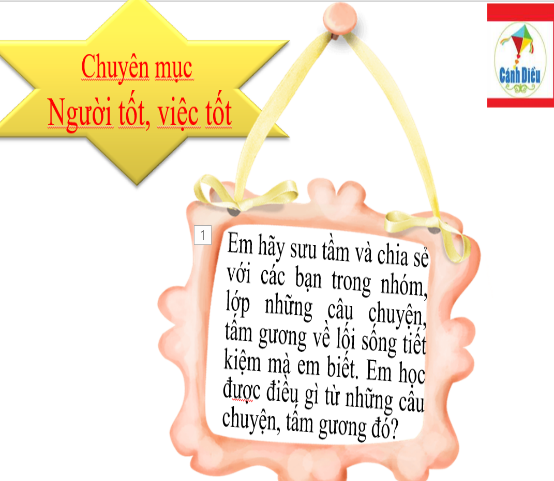 Chuyên mục
Người tốt, việc tốt
Cánh Diều
1
Em hãy sưu tầm và chia sẻ
với các bạn trong nhóm,
lớp những câu chuyện,
tấm gương về lối sống tiết
kiệm mà em biết. Em học
được điều gì từ những câu
chuyện, tấm gương đó?